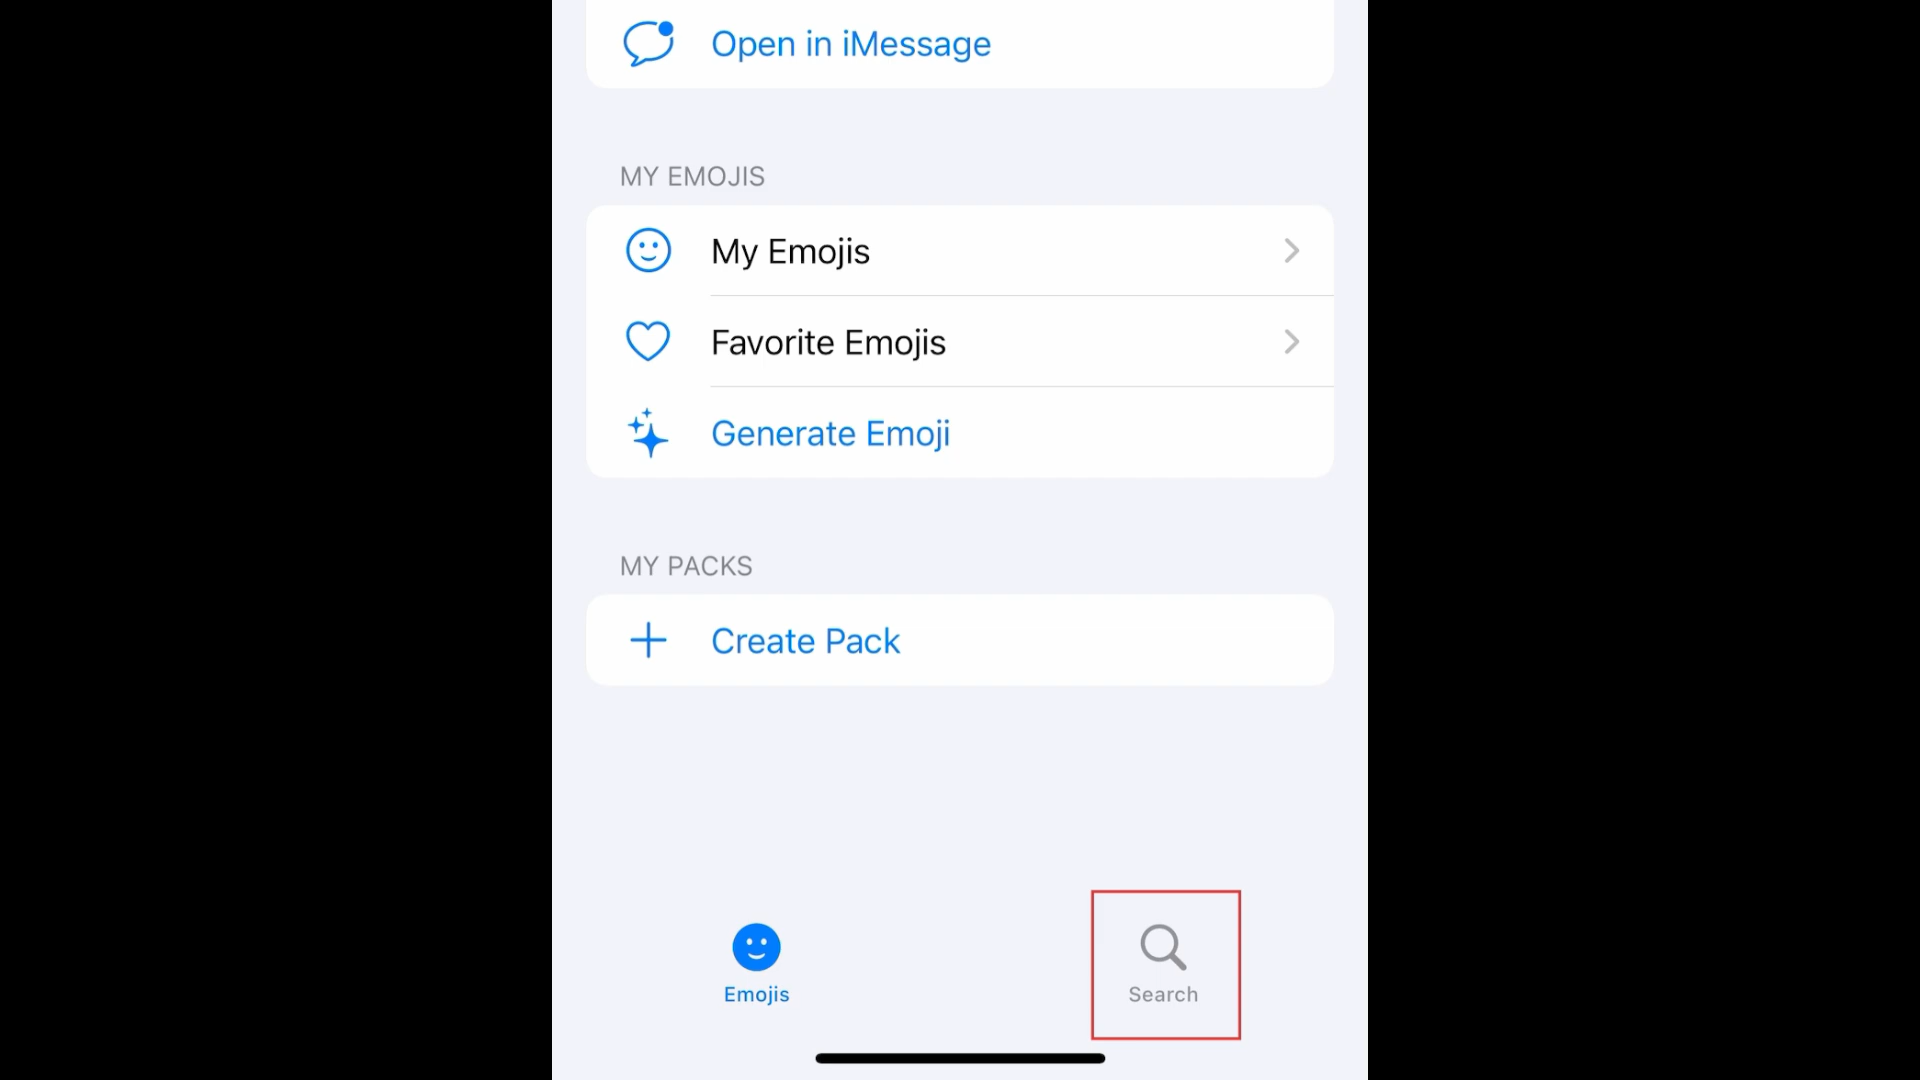 Open in iMessage
MY EMOJIS
My Emojis
Favorite Emojis
Generate Emoji
MY PACKS
Create Pack
Emojis
Search